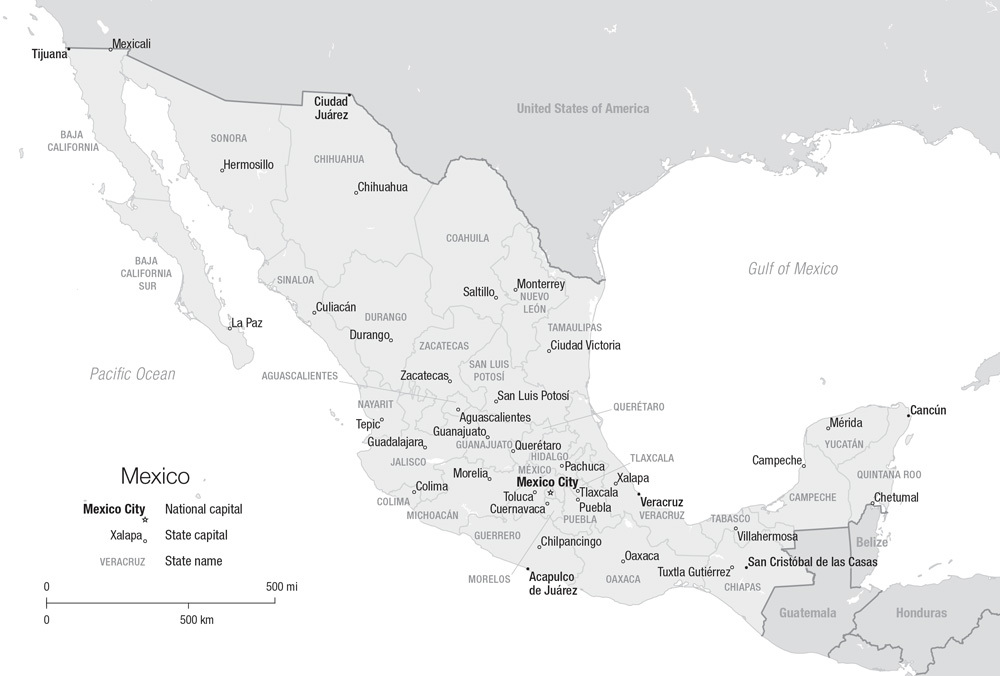 Mexicali
Tijuana
Ciudad
Juárez
United States of America
BAJA
CALIFORNIA
SONORA
Hermosillo
CHIHUAHUA
Chihuahua
COAHUILA
BAJA
CALIFORNIA
SUR
Gulf of Mexico
SINALOA
Saltillo
Monterrey
NUEVO
LEÓN
Culiacán
DURANGO
La Paz
Durango
TAMAULIPAS
Ciudad Victoria
ZACATECAS
SAN LUIS
POTOSÍ
Pacific Ocean
AGUASCALIENTES
Zacatecas
San Luis Potosí
NAYARIT
QUERÉTARO
Cancún
Tepic
Aguascalientes
Mérida
Guanajuato
Guadalajara
GUANAJUATO
Querétaro
YUCATÁN
HIDALGO
TLAXCALA
JALISCO
MÉXICO
Pachuca
Campeche
Morelia
Xalapa
QUINTANA ROO
Mexico
Colima
Mexico City
Toluca
Tlaxcala
COLIMA
Cuernavaca
Puebla
Veracruz
CAMPECHE
Chetumal
MICHOACÁN
PUEBLA
VERACRUZ
TABASCO
Mexico City
National capital
Villahermosa
GUERRERO
Chilpancingo
Belize
Xalapa
State capital
Oaxaca
San Cristóbal de las Casas
VERACRUZ
State name
MORELOS
Acapulco
de Juárez
OAXACA
Tuxtla Gutiérrez
CHIAPAS
0
500 mi
0
500 km
Guatemala
Honduras